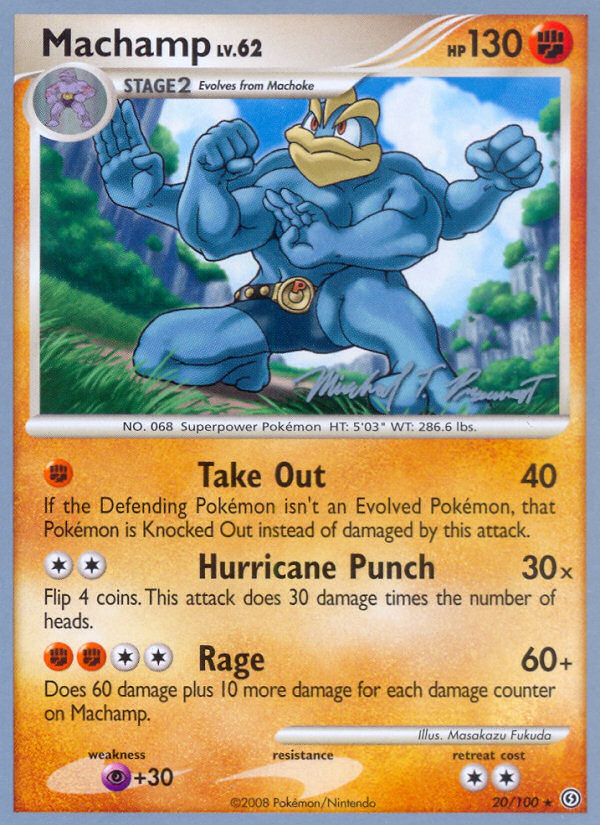 Machamp LV.62 HP 130
STAGE2 Evolves from Machoke
NO. 068 Superpower Pokémon HT: 5'03" WT: 286.6 lbs.
Take Out 40
If the Defending Pokémon isn't an Evolved Pokémon, that
Pokémon is Knocked Out instead of damaged by this attack.
Hurricane Punch 30x
Flip 4 coins. This attack does 30 damage times the number of
heads.
Rage 60+
Does 60 damage plus 10 more damage for each damage counter
on Machamp.
Illus. Masakazu Fukuda
weakness resistance retreat cost
+30
©2008 Pokémon/Nintendo 20/100 ★